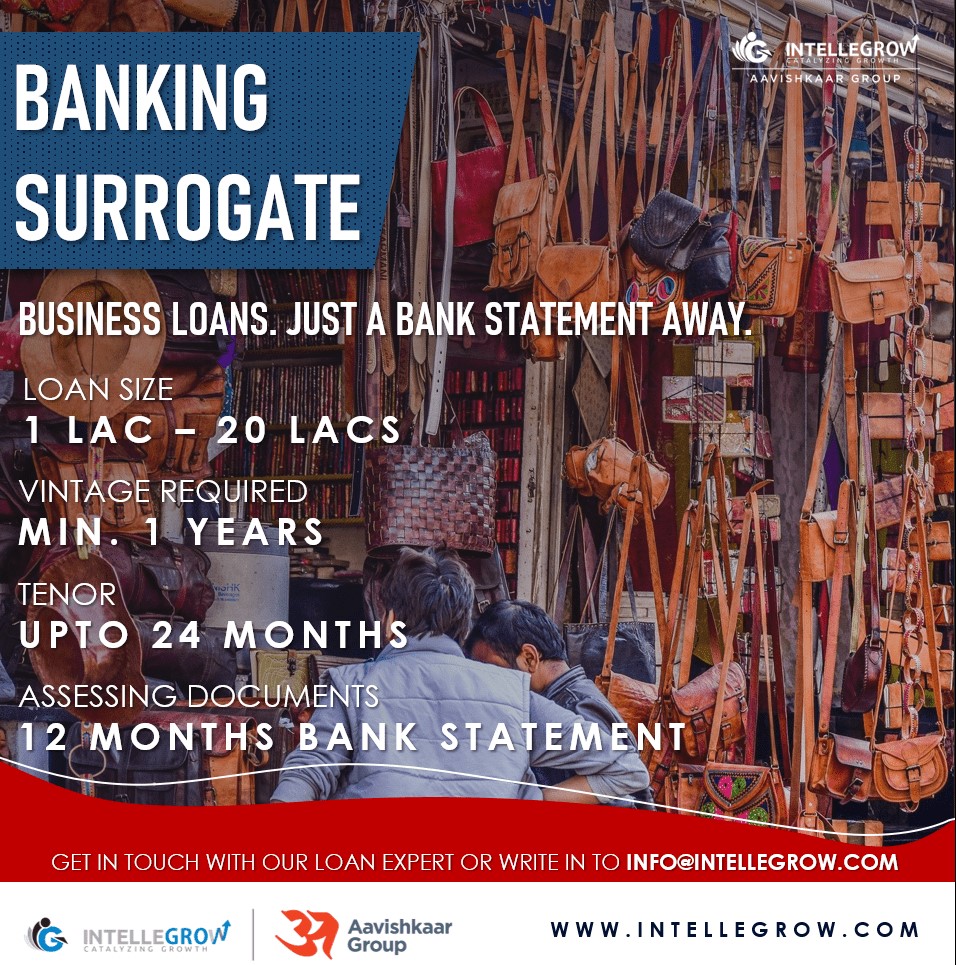 BANKING
SURROGATE
INTELLEGROW
CATALYZING GROWTH
AAVISHKAAR GROUP
BUSINESS LOANS. JUST A BANK STATEMENT AWAY.
LOAN SIZE
1 LAC – 20 LACS
VINTAGE REQUIRED
MIN. 1 YEARS
TENOR
UPTO 24 MONTHS
ASSESSING DOCUMENTS
12 MONTHS BANK STATEMENT
GET IN TOUCH WITH OUR LOAN EXPERT OR WRITE IN TO INFO@INTELLEGROW.COM
INTELLEGROW
CATALYZING GROWTH
Aavishkaar
Group
WWW.INTELLEGROW.COM